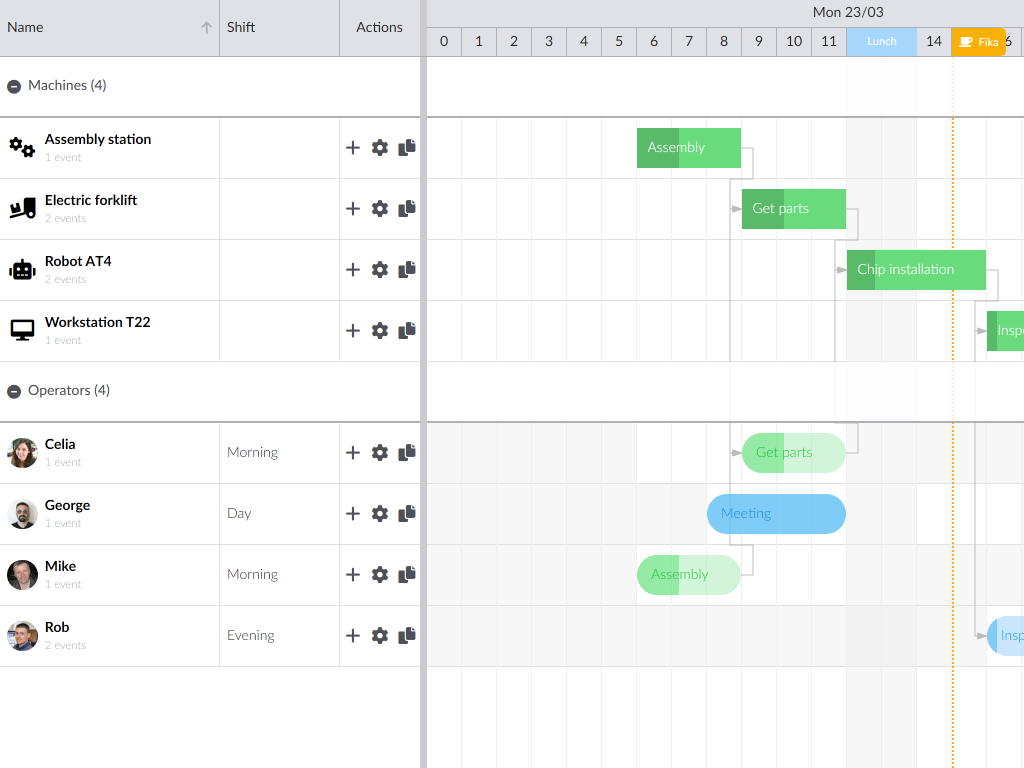 Name
Shift
Actions
Mon 23/03
0 1 2 3 4 5 6 7 8 9 10 11 Lunch 14 Fika 6
Machines (4)
Assembly station
1 event
Assembly
Electric forklift
2 events
Get parts
Robot AT4
2 events
Chip installation
Workstation T22
1 event
Insp
Operators (4)
Celia
1 event
Morning
Get parts
George
1 event
Day
Meeting
Mike
1 event
Morning
Assembly
Rob
2 events
Evening
Insp